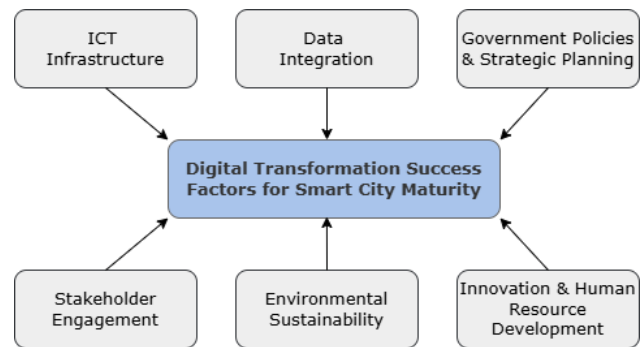 ICT
Infrastructure
Data
Integration
Government Policies
& Strategic Planning
Digital Transformation Success
Factors for Smart City Maturity
Stakeholder
Engagement
Environmental
Sustainability
Innovation & Human
Resource
Development